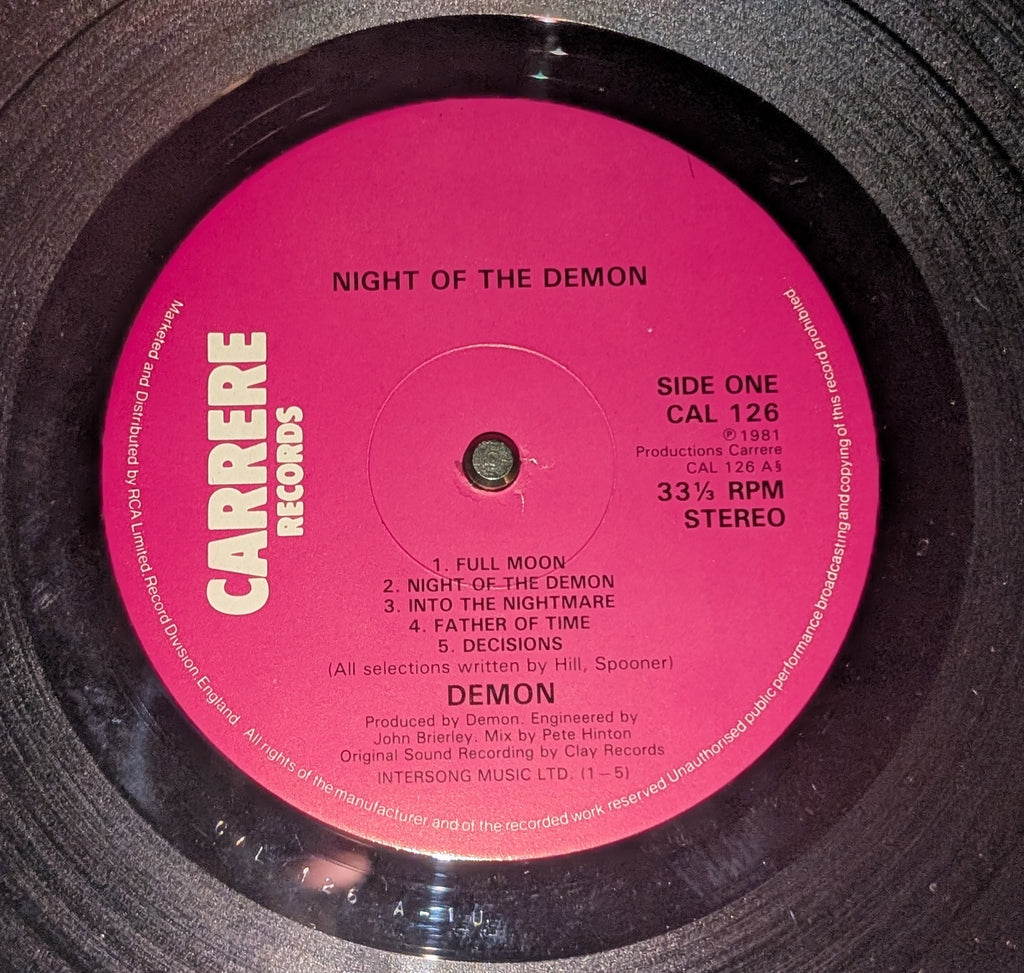 NIGHT OF THE DEMON
CARRERE
RECORDS
SIDE ONE
CAL 126
℗ 1981
Productions Carrere
CAL 126 A§
33⅓ RPM
STEREO
1. FULL MOON
2. NIGHT OF THE DEMON
3. INTO THE NIGHTMARE
4. FATHER OF TIME
5. DECISIONS
(All selections written by Hill, Spooner)
DEMON
Produced by Demon. Engineered by
John Brierley. Mix by Pete Hinton
Original Sound Recording by Clay Records
INTERSONG MUSIC LTD. (1–5)
Marketed and Distributed by RCA Limited, Record Division, England. All rights of the manufacturer and of the recorded work reserved Unauthorised public performance broadcasting and copying of this record prohibited.
CAL 126 A-1U